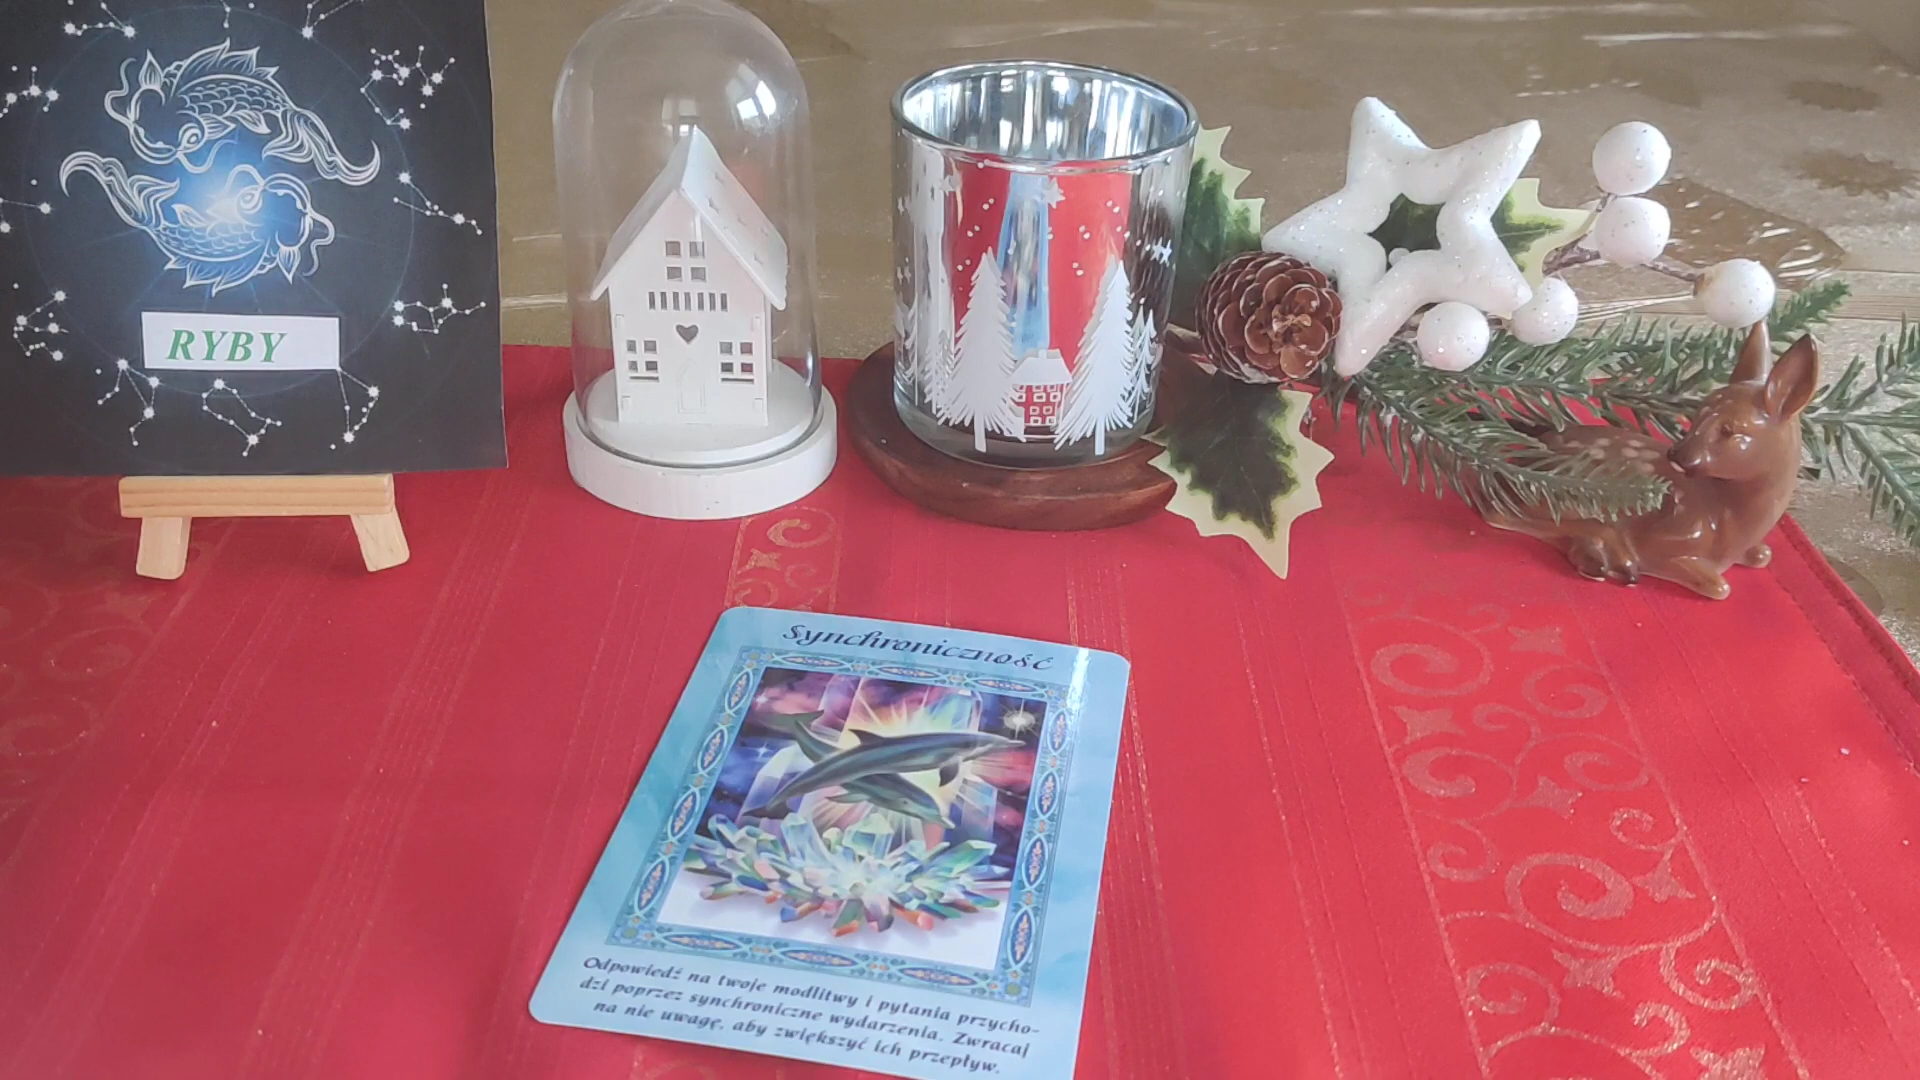 RYBY
Synchroniczność
Odpowiedź na twoje modlitwy i pytania przycho-
dzi poprzez synchroniczne wydarzenia. Zwracaj
na nie uwagę, aby zwiększyć ich przepływ.